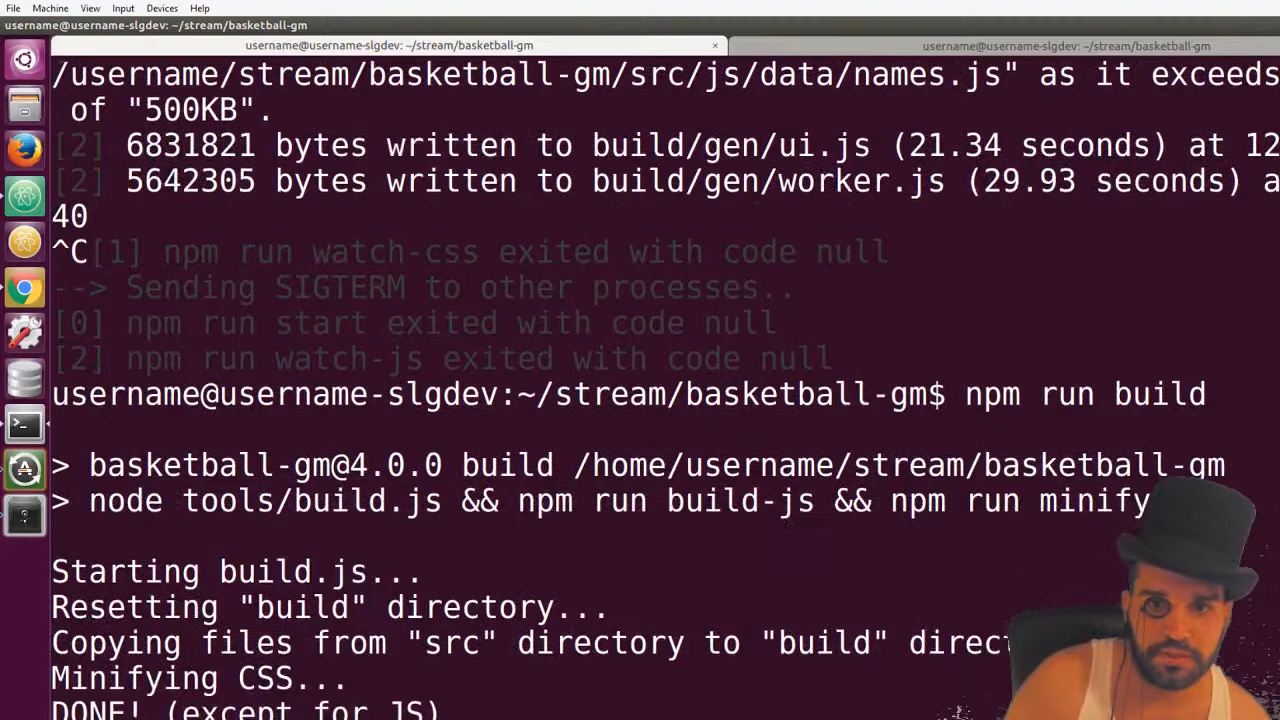 File Machine View Input Devices Help
username@username-slgdev: ~/stream/basketball-gm
username@username-slgdev: ~/stream/basketball-gm × username@username-slgdev: ~/stream/basketball-gm
/username/stream/basketball-gm/src/js/data/names.js" as it exceeds
of "500KB".
[2] 6831821 bytes written to build/gen/ui.js (21.34 seconds) at 12
[2] 5642305 bytes written to build/gen/worker.js (29.93 seconds) a
40
^C[1] npm run watch-css exited with code null
--> Sending SIGTERM to other processes..
[0] npm run start exited with code null
[2] npm run watch-js exited with code null
username@username-slgdev:~/stream/basketball-gm$ npm run build
> basketball-gm@4.0.0 build /home/username/stream/basketball-gm
> node tools/build.js && npm run build-js && npm run minify
Starting build.js...
Resetting "build" directory...
Copying files from "src" directory to "build" direct
Minifying CSS...
DONE! (except for JS)